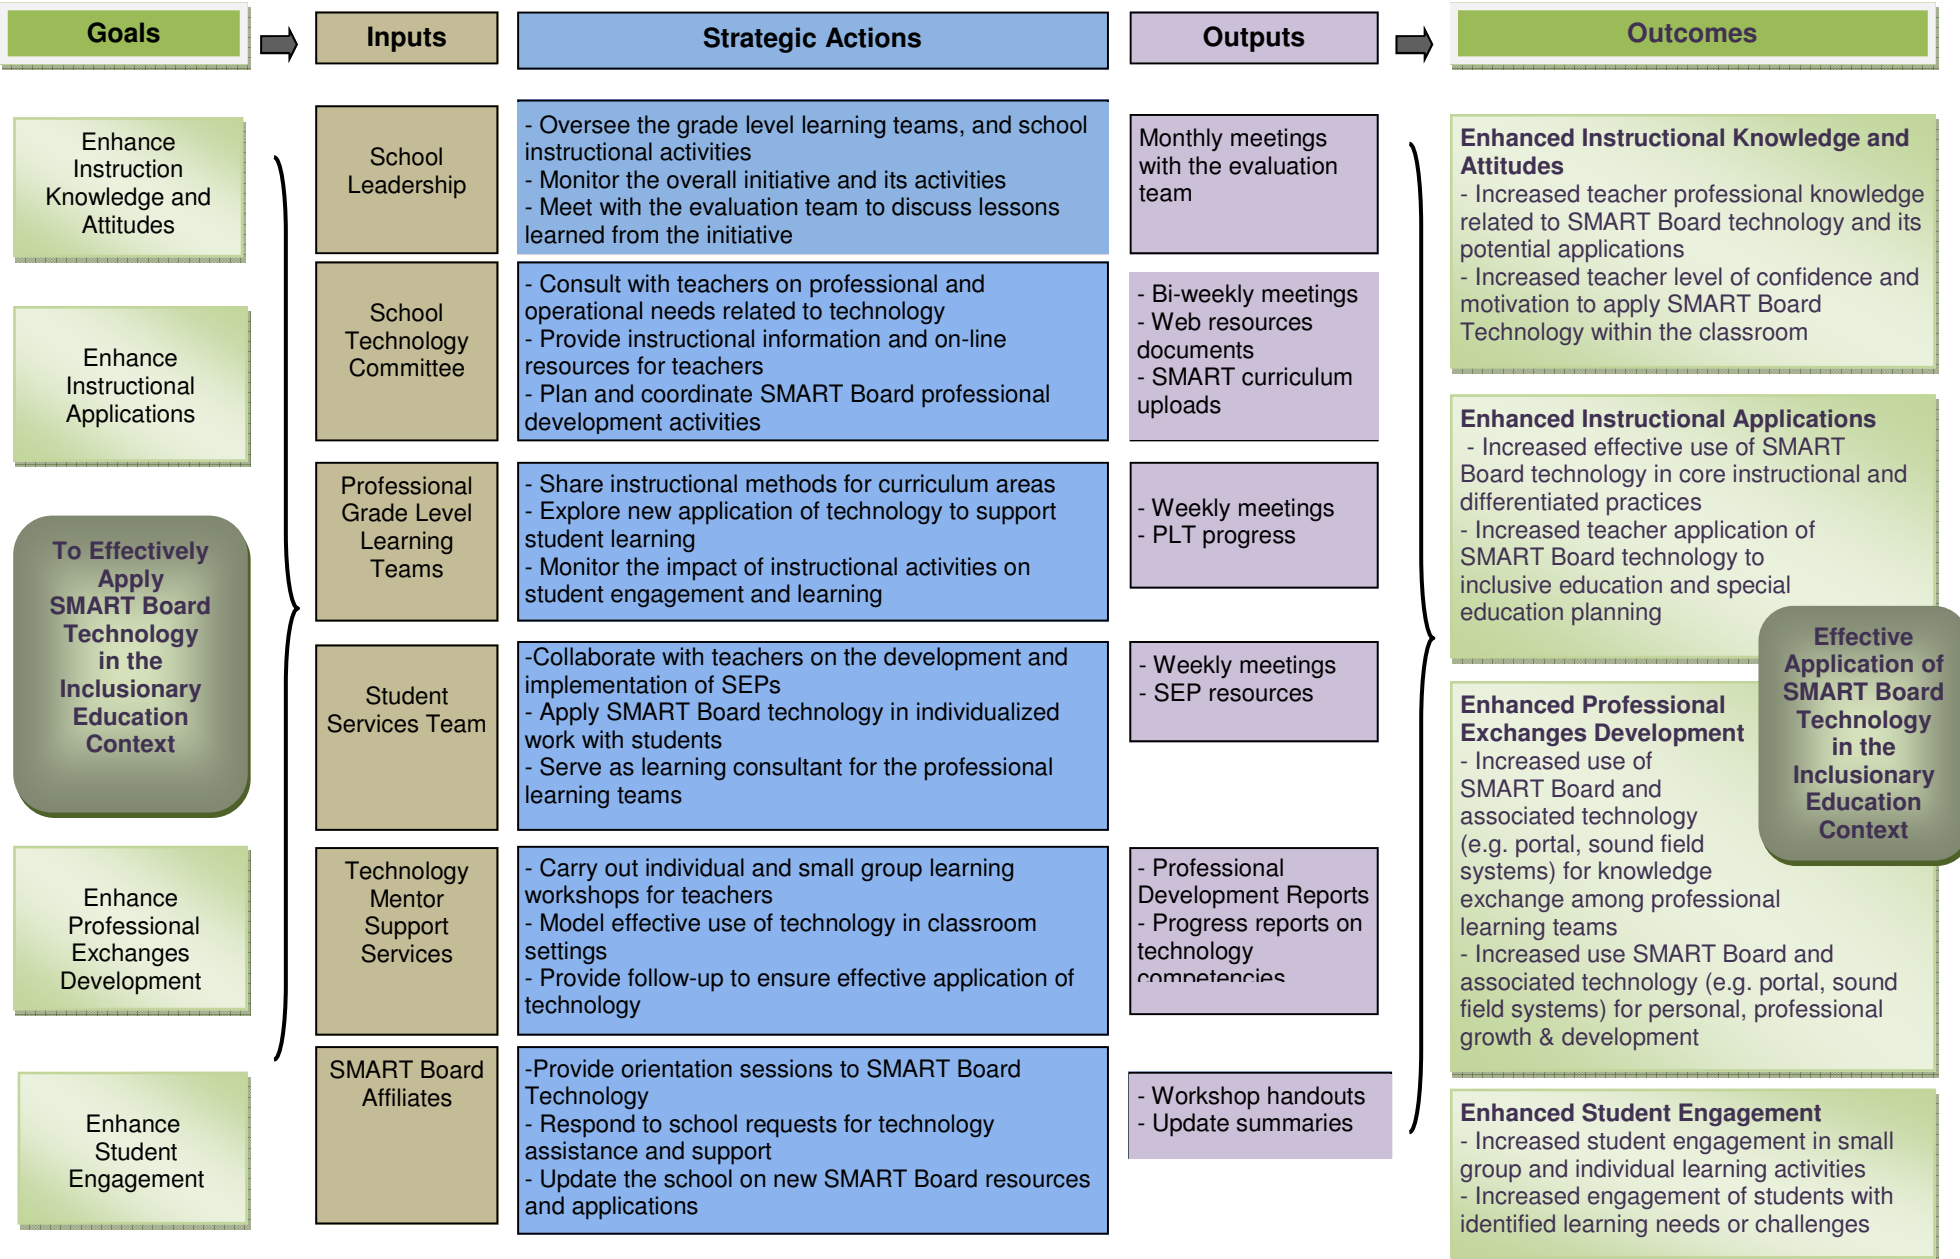 Goals
Inputs
Strategic Actions
Outputs
Outcomes
Enhance
Instruction
Knowledge and
Attitudes
Enhance
Instructional
Applications
To Effectively
Apply
SMART Board
Technology
in the
Inclusionary
Education
Context
Enhance
Professional
Exchanges
Development
Enhance
Student
Engagement
School
Leadership
- Oversee the grade level learning teams, and school
instructional activities
- Monitor the overall initiative and its activities
- Meet with the evaluation team to discuss lessons
learned from the initiative
Monthly meetings
with the evaluation
team
School
Technology
Committee
- Consult with teachers on professional and
operational needs related to technology
- Provide instructional information and on-line
resources for teachers
- Plan and coordinate SMART Board professional
development activities
- Bi-weekly meetings
- Web resources
documents
- SMART curriculum
uploads
Professional
Grade Level
Learning
Teams
- Share instructional methods for curriculum areas
- Explore new application of technology to support
student learning
- Monitor the impact of instructional activities on
student engagement and learning
- Weekly meetings
- PLT progress
Student
Services Team
-Collaborate with teachers on the development and
implementation of SEPs
- Apply SMART Board technology in individualized
work with students
- Serve as learning consultant for the professional
learning teams
- Weekly meetings
- SEP resources
Technology
Mentor
Support
Services
- Carry out individual and small group learning
workshops for teachers
- Model effective use of technology in classroom
settings
- Provide follow-up to ensure effective application of
technology
- Professional
Development Reports
- Progress reports on
technology
competencies
SMART Board
Affiliates
-Provide orientation sessions to SMART Board
Technology
- Respond to school requests for technology
assistance and support
- Update the school on new SMART Board resources
and applications
- Workshop handouts
- Update summaries
Enhanced Instructional Knowledge and
Attitudes
- Increased teacher professional knowledge
related to SMART Board technology and its
potential applications
- Increased teacher level of confidence and
motivation to apply SMART Board
Technology within the classroom
Enhanced Instructional Applications
- Increased effective use of SMART
Board technology in core instructional and
differentiated practices
- Increased teacher application of
SMART Board technology to
inclusive education and special
education planning
Enhanced Professional
Exchanges Development
- Increased use of
SMART Board and
associated technology
(e.g. portal, sound field
systems) for knowledge
exchange among professional
learning teams
- Increased use SMART Board and
associated technology (e.g. portal, sound
field systems) for personal, professional
growth & development
Effective
Application of
SMART Board
Technology
in the
Inclusionary
Education
Context
Enhanced Student Engagement
- Increased student engagement in small
group and individual learning activities
- Increased engagement of students with
identified learning needs or challenges